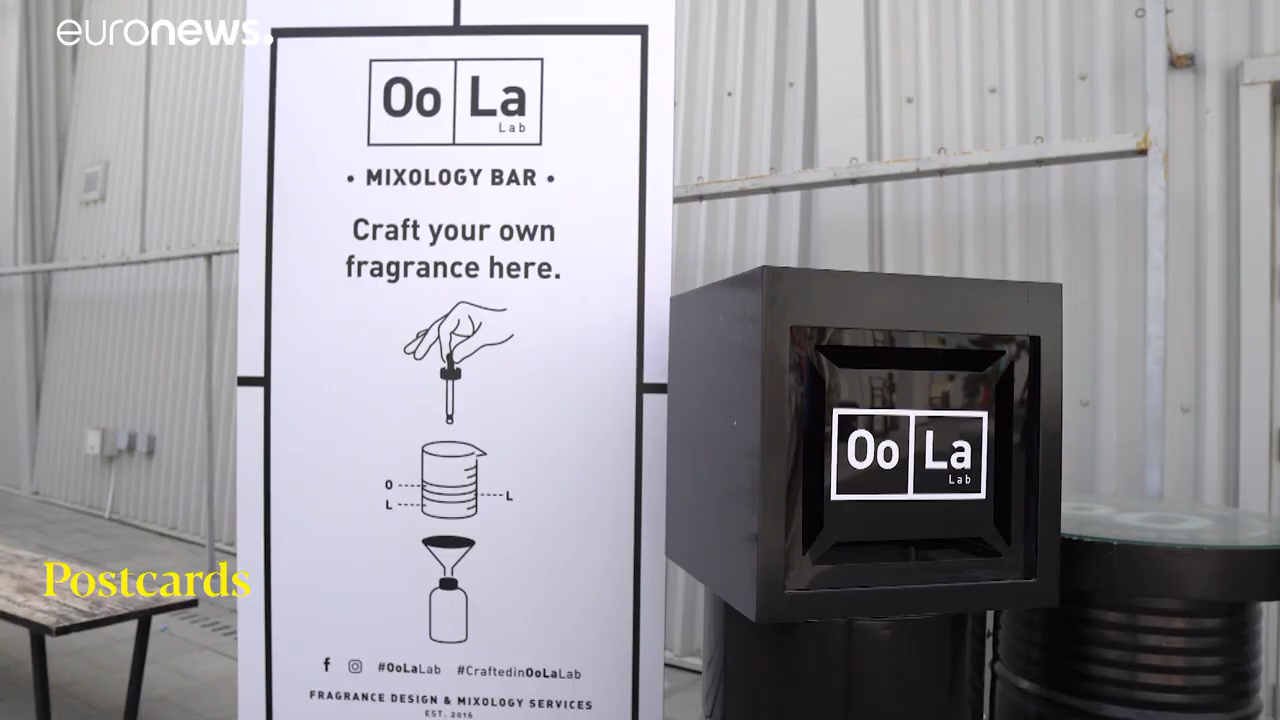 euronews.
Oo La
Lab
• MIXOLOGY BAR •
Craft your own
fragrance here.
O
L
L
#OoLaLab #CraftedinOoLaLab
FRAGRANCE DESIGN & MIXOLOGY SERVICES
EST. 2016
Oo La
Lab
Postcards